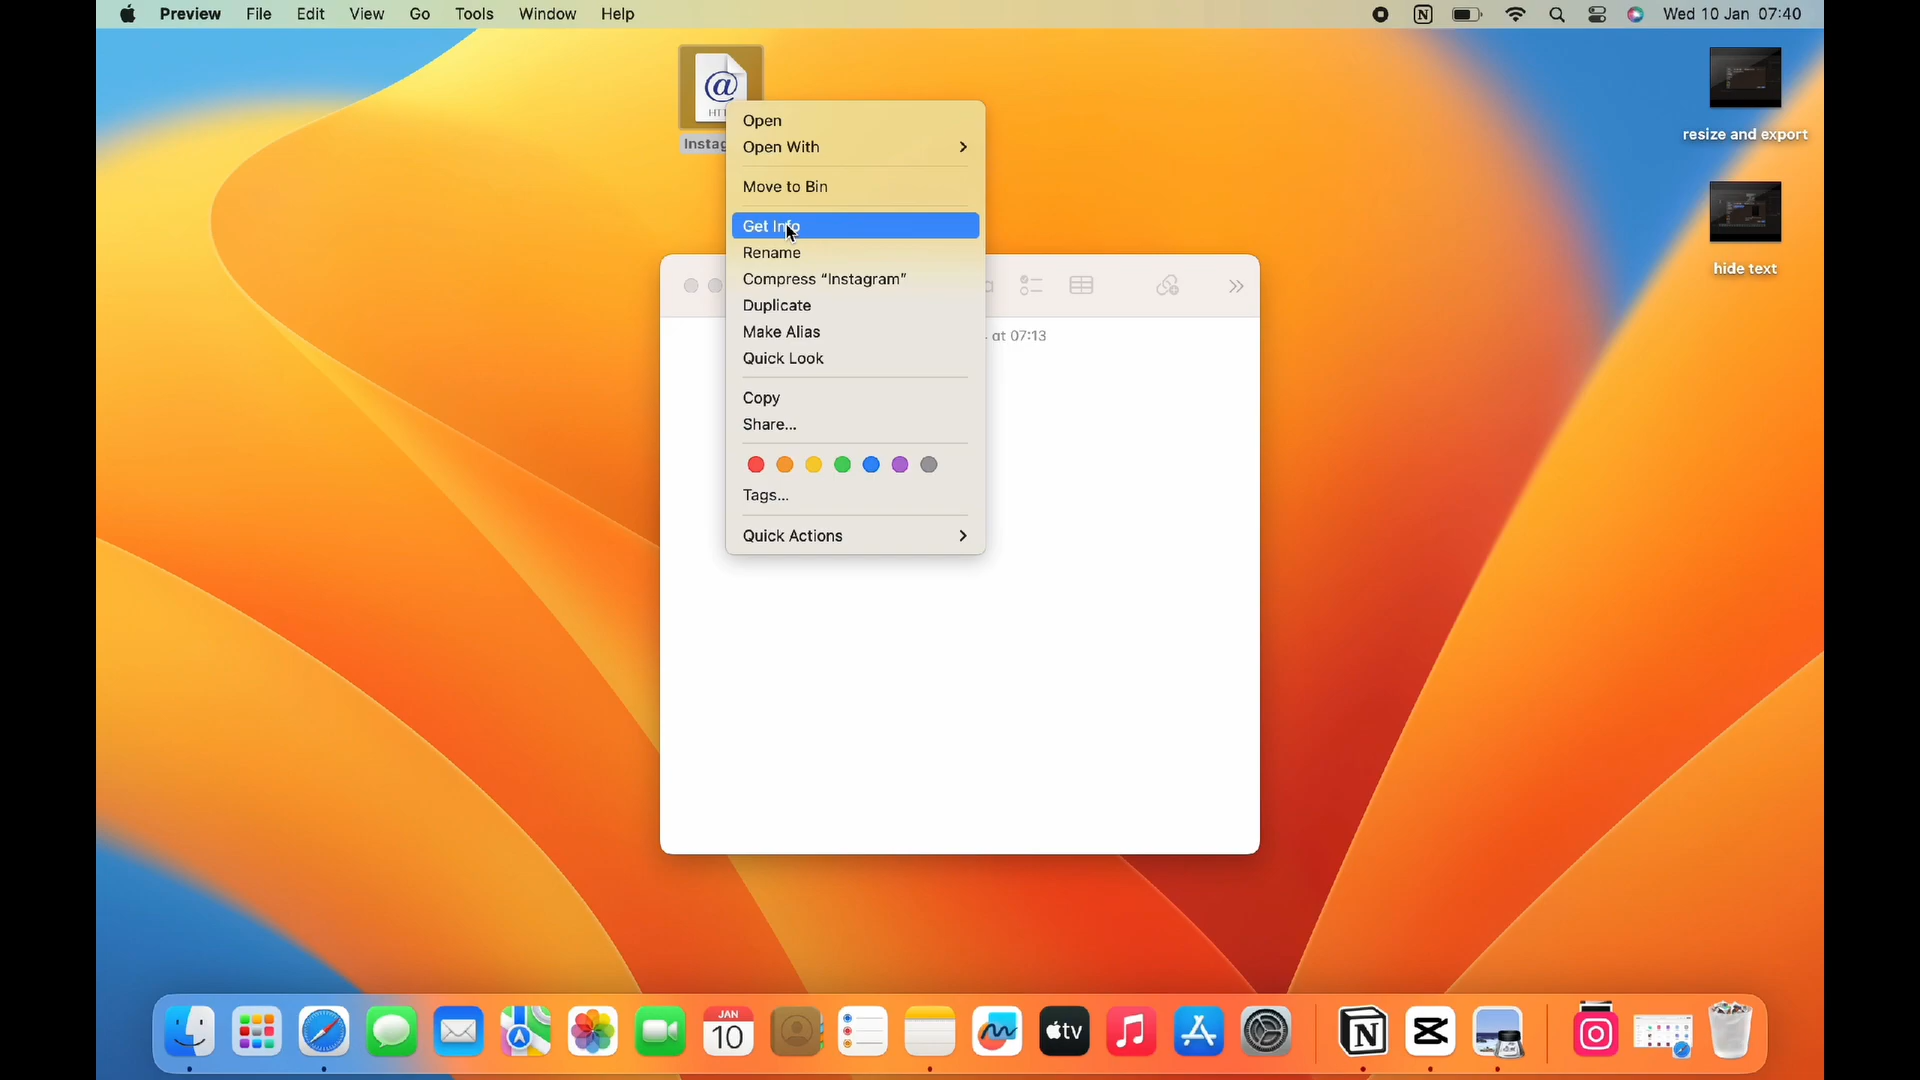 Preview File Edit View Go Tools Window Help
Wed 10 Jan 07:40
@
Open
Open With
Move to Bin
Get Info
Rename
Compress “Instagram”
Duplicate
Make Alias
Quick Look
Copy
Share...
Tags...
Quick Actions
at 07:13
resize and export
hide text
JAN
10
tv
N